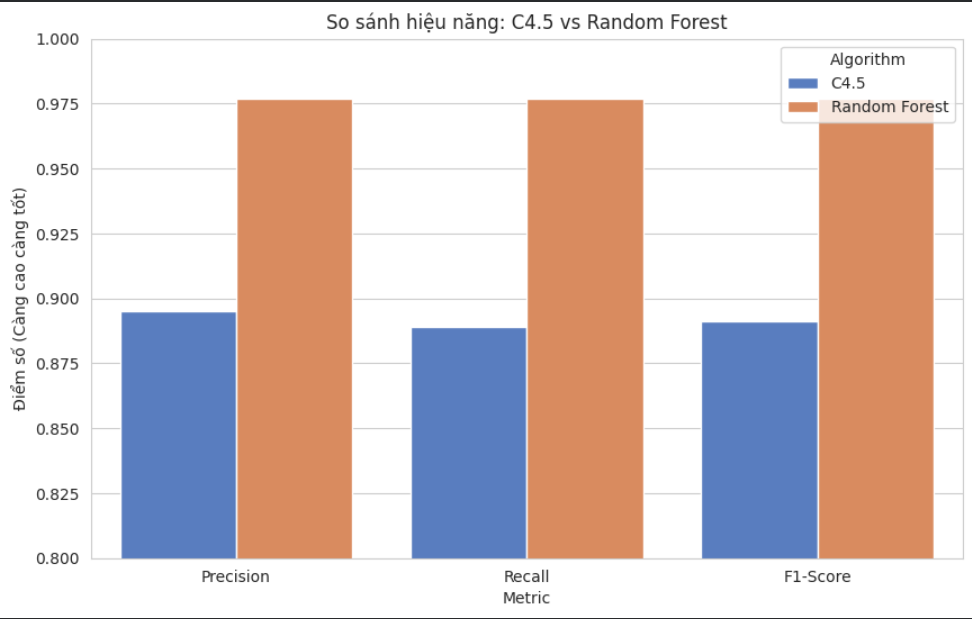 So sánh hiệu năng: C4.5 vs Random Forest
Điểm số (Càng cao càng tốt)
1.000
0.975
0.950
0.925
0.900
0.875
0.850
0.825
0.800
Algorithm
C4.5
Random Forest
Precision
Recall
F1-Score
Metric